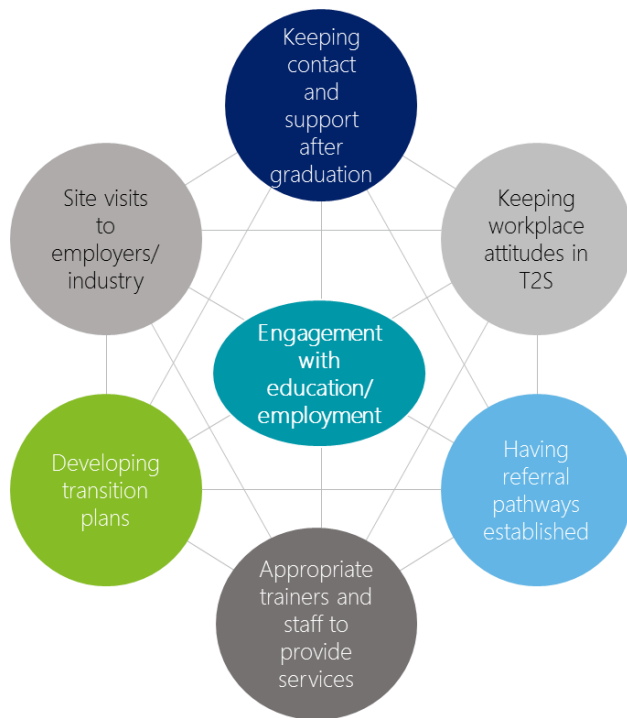 Keeping
contact
and
support
after
graduation
Site visits
to
employers/
industry
Keeping
workplace
attitudes in
T2S
Engagement
with
education/
employment
Developing
transition
plans
Having
referral
pathways
established
Appropriate
trainers and
staff to
provide
services